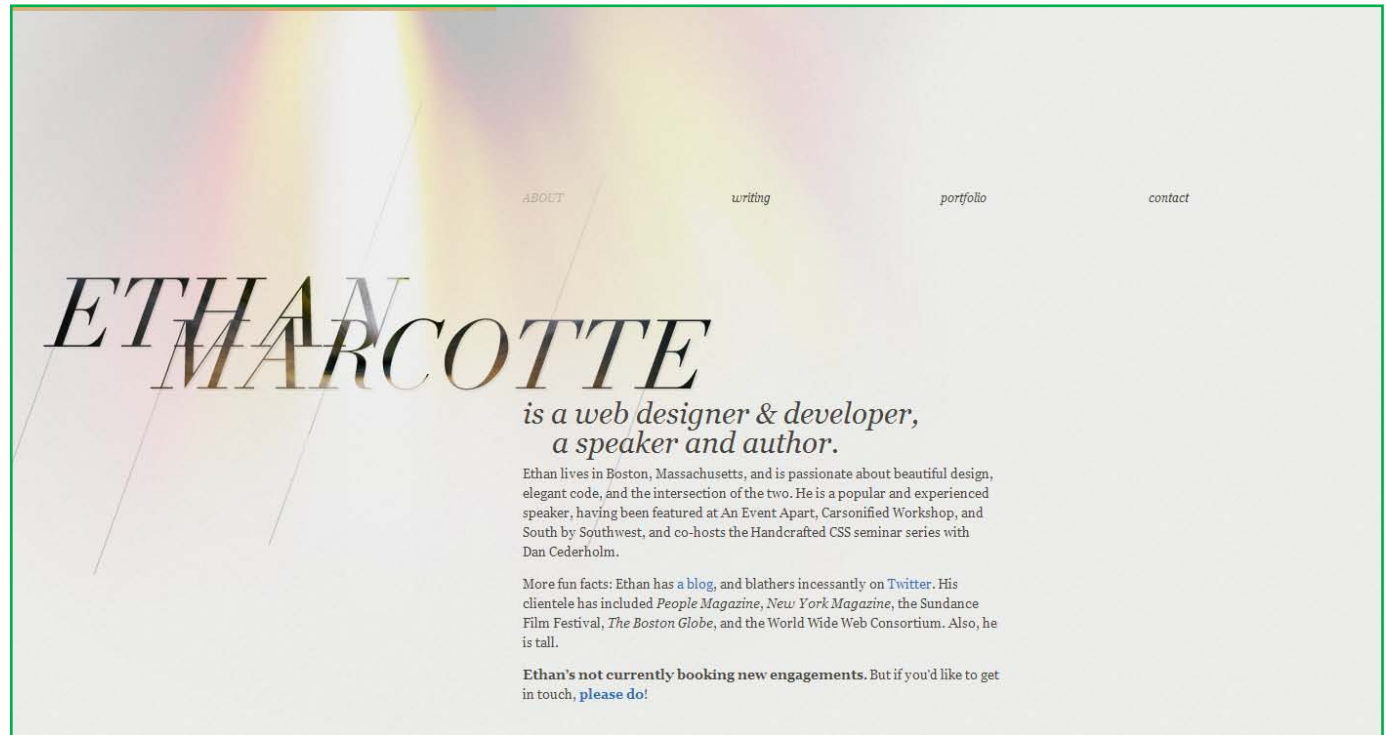 ABOUT writing portfolio contact
ETHAN
MARCOTTE
is a web designer & developer,
a speaker and author.
Ethan lives in Boston, Massachusetts, and is passionate about beautiful design,
elegant code, and the intersection of the two. He is a popular and experienced
speaker, having been featured at An Event Apart, Carsonified Workshop, and
South by Southwest, and co-hosts the Handcrafted CSS seminar series with
Dan Cederholm.
More fun facts: Ethan has a blog, and blathers incessantly on Twitter. His
clientele has included People Magazine, New York Magazine, the Sundance
Film Festival, The Boston Globe, and the World Wide Web Consortium. Also, he
is tall.
Ethan's not currently booking new engagements. But if you'd like to get
in touch, please do!